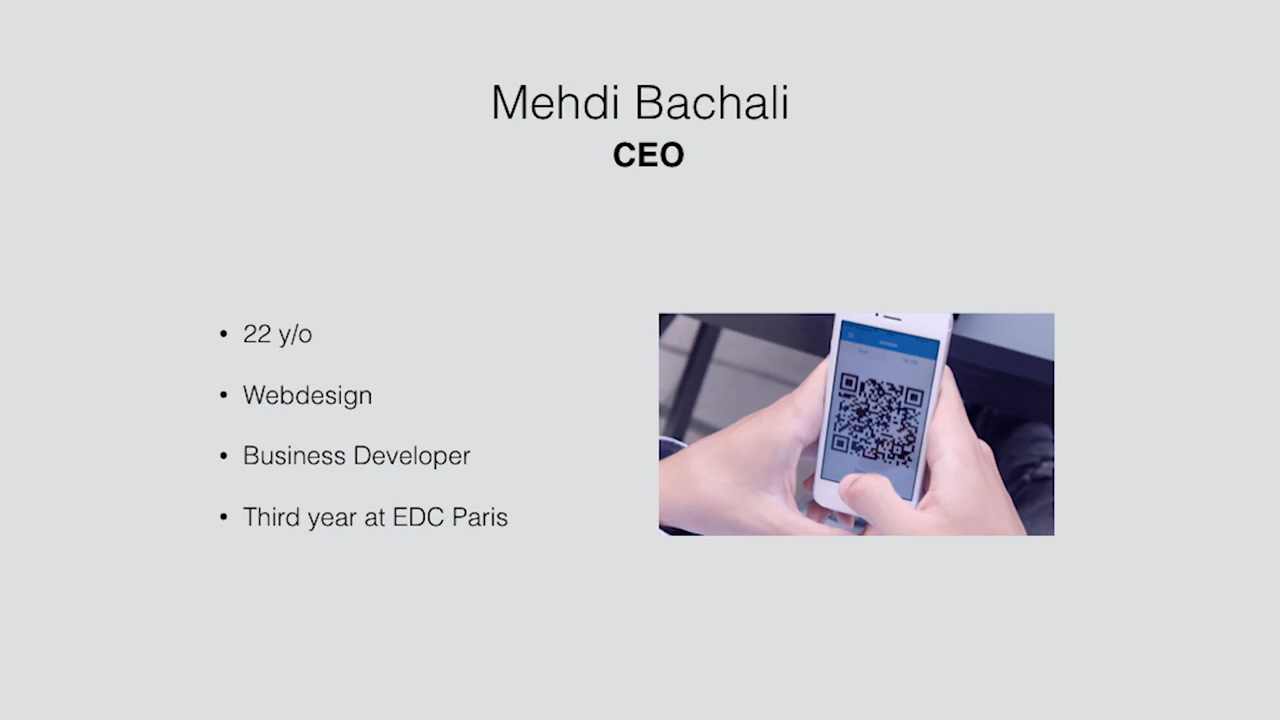 Mehdi Bachali
CEO
• 22 y/o
• Webdesign
• Business Developer
• Third year at EDC Paris